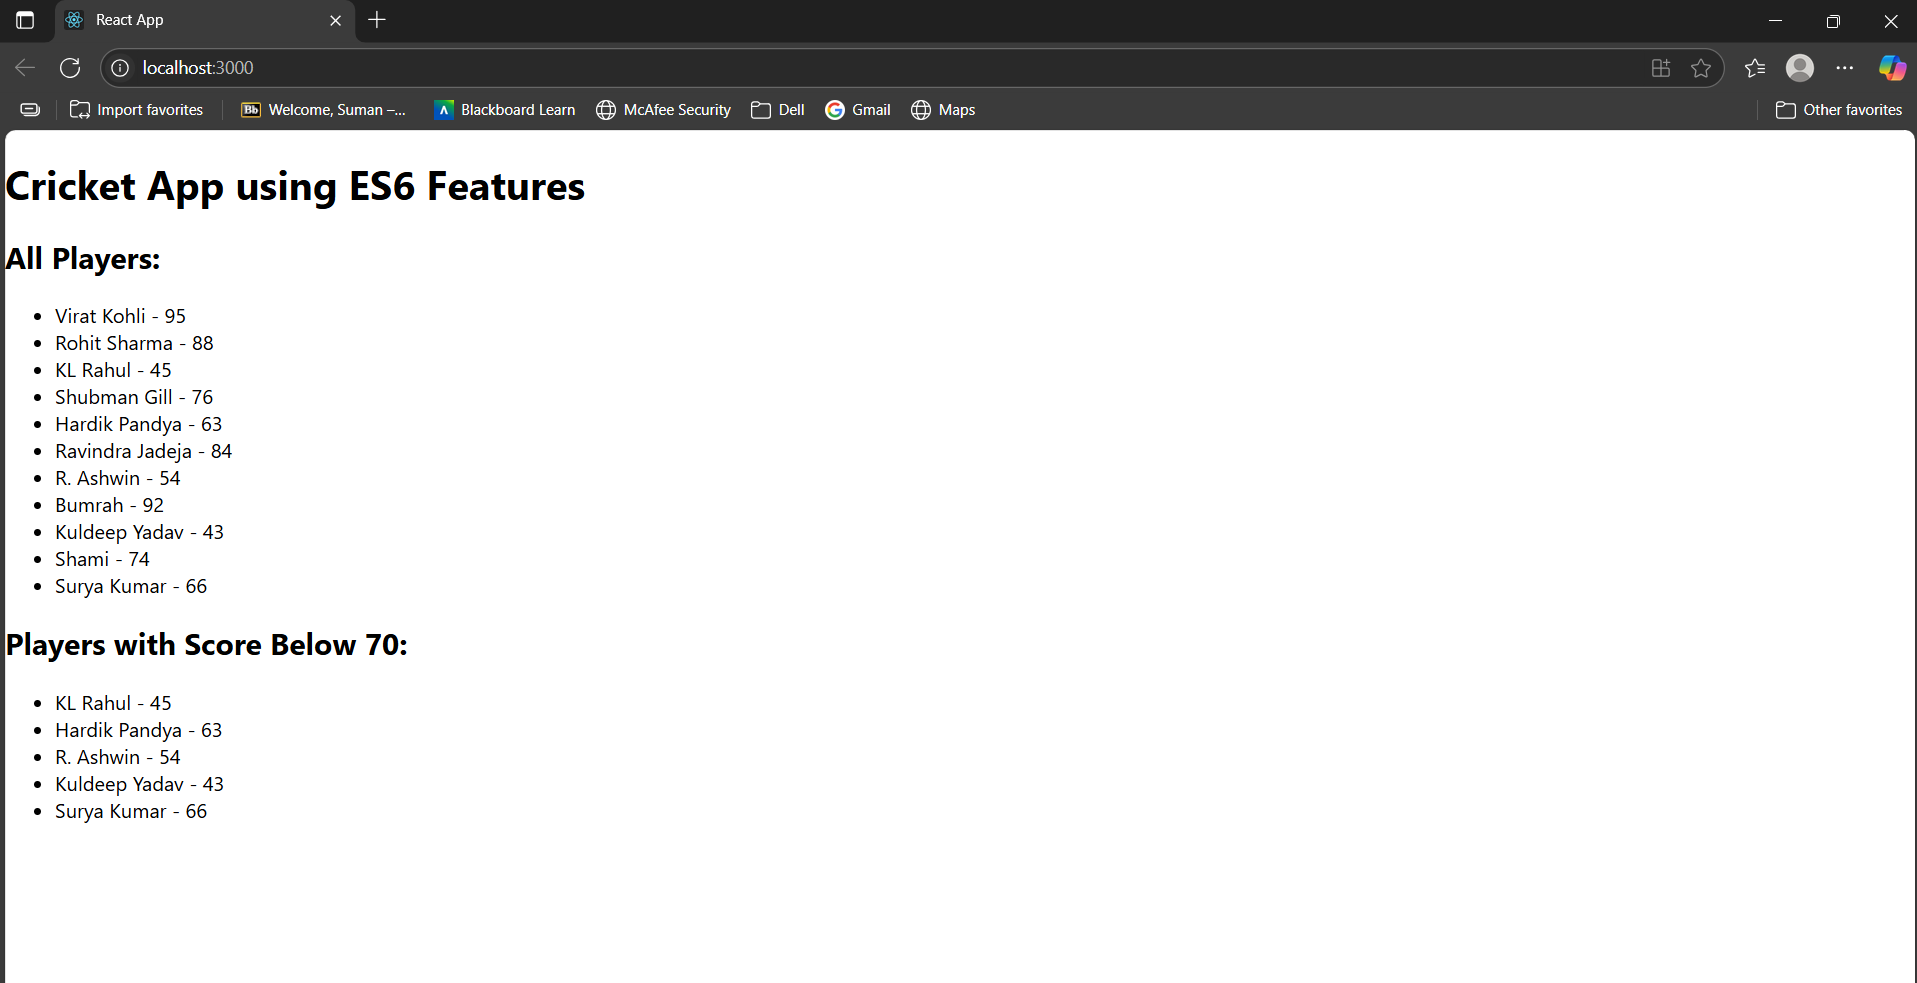 React App
localhost:3000
Import favorites
Bb Welcome, Suman –...
Blackboard Learn
McAfee Security
Dell
Gmail
Maps
Other favorites
Cricket App using ES6 Features
All Players:
• Virat Kohli - 95
• Rohit Sharma - 88
• KL Rahul - 45
• Shubman Gill - 76
• Hardik Pandya - 63
• Ravindra Jadeja - 84
• R. Ashwin - 54
• Bumrah - 92
• Kuldeep Yadav - 43
• Shami - 74
• Surya Kumar - 66
Players with Score Below 70:
• KL Rahul - 45
• Hardik Pandya - 63
• R. Ashwin - 54
• Kuldeep Yadav - 43
• Surya Kumar - 66